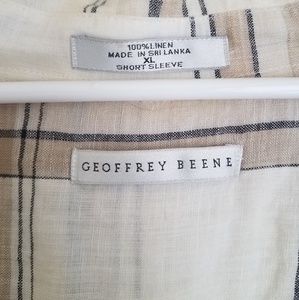 100% LINEN
MADE IN SRI LANKA
XL
SHORT SLEEVE
GEOFFREY BEENE